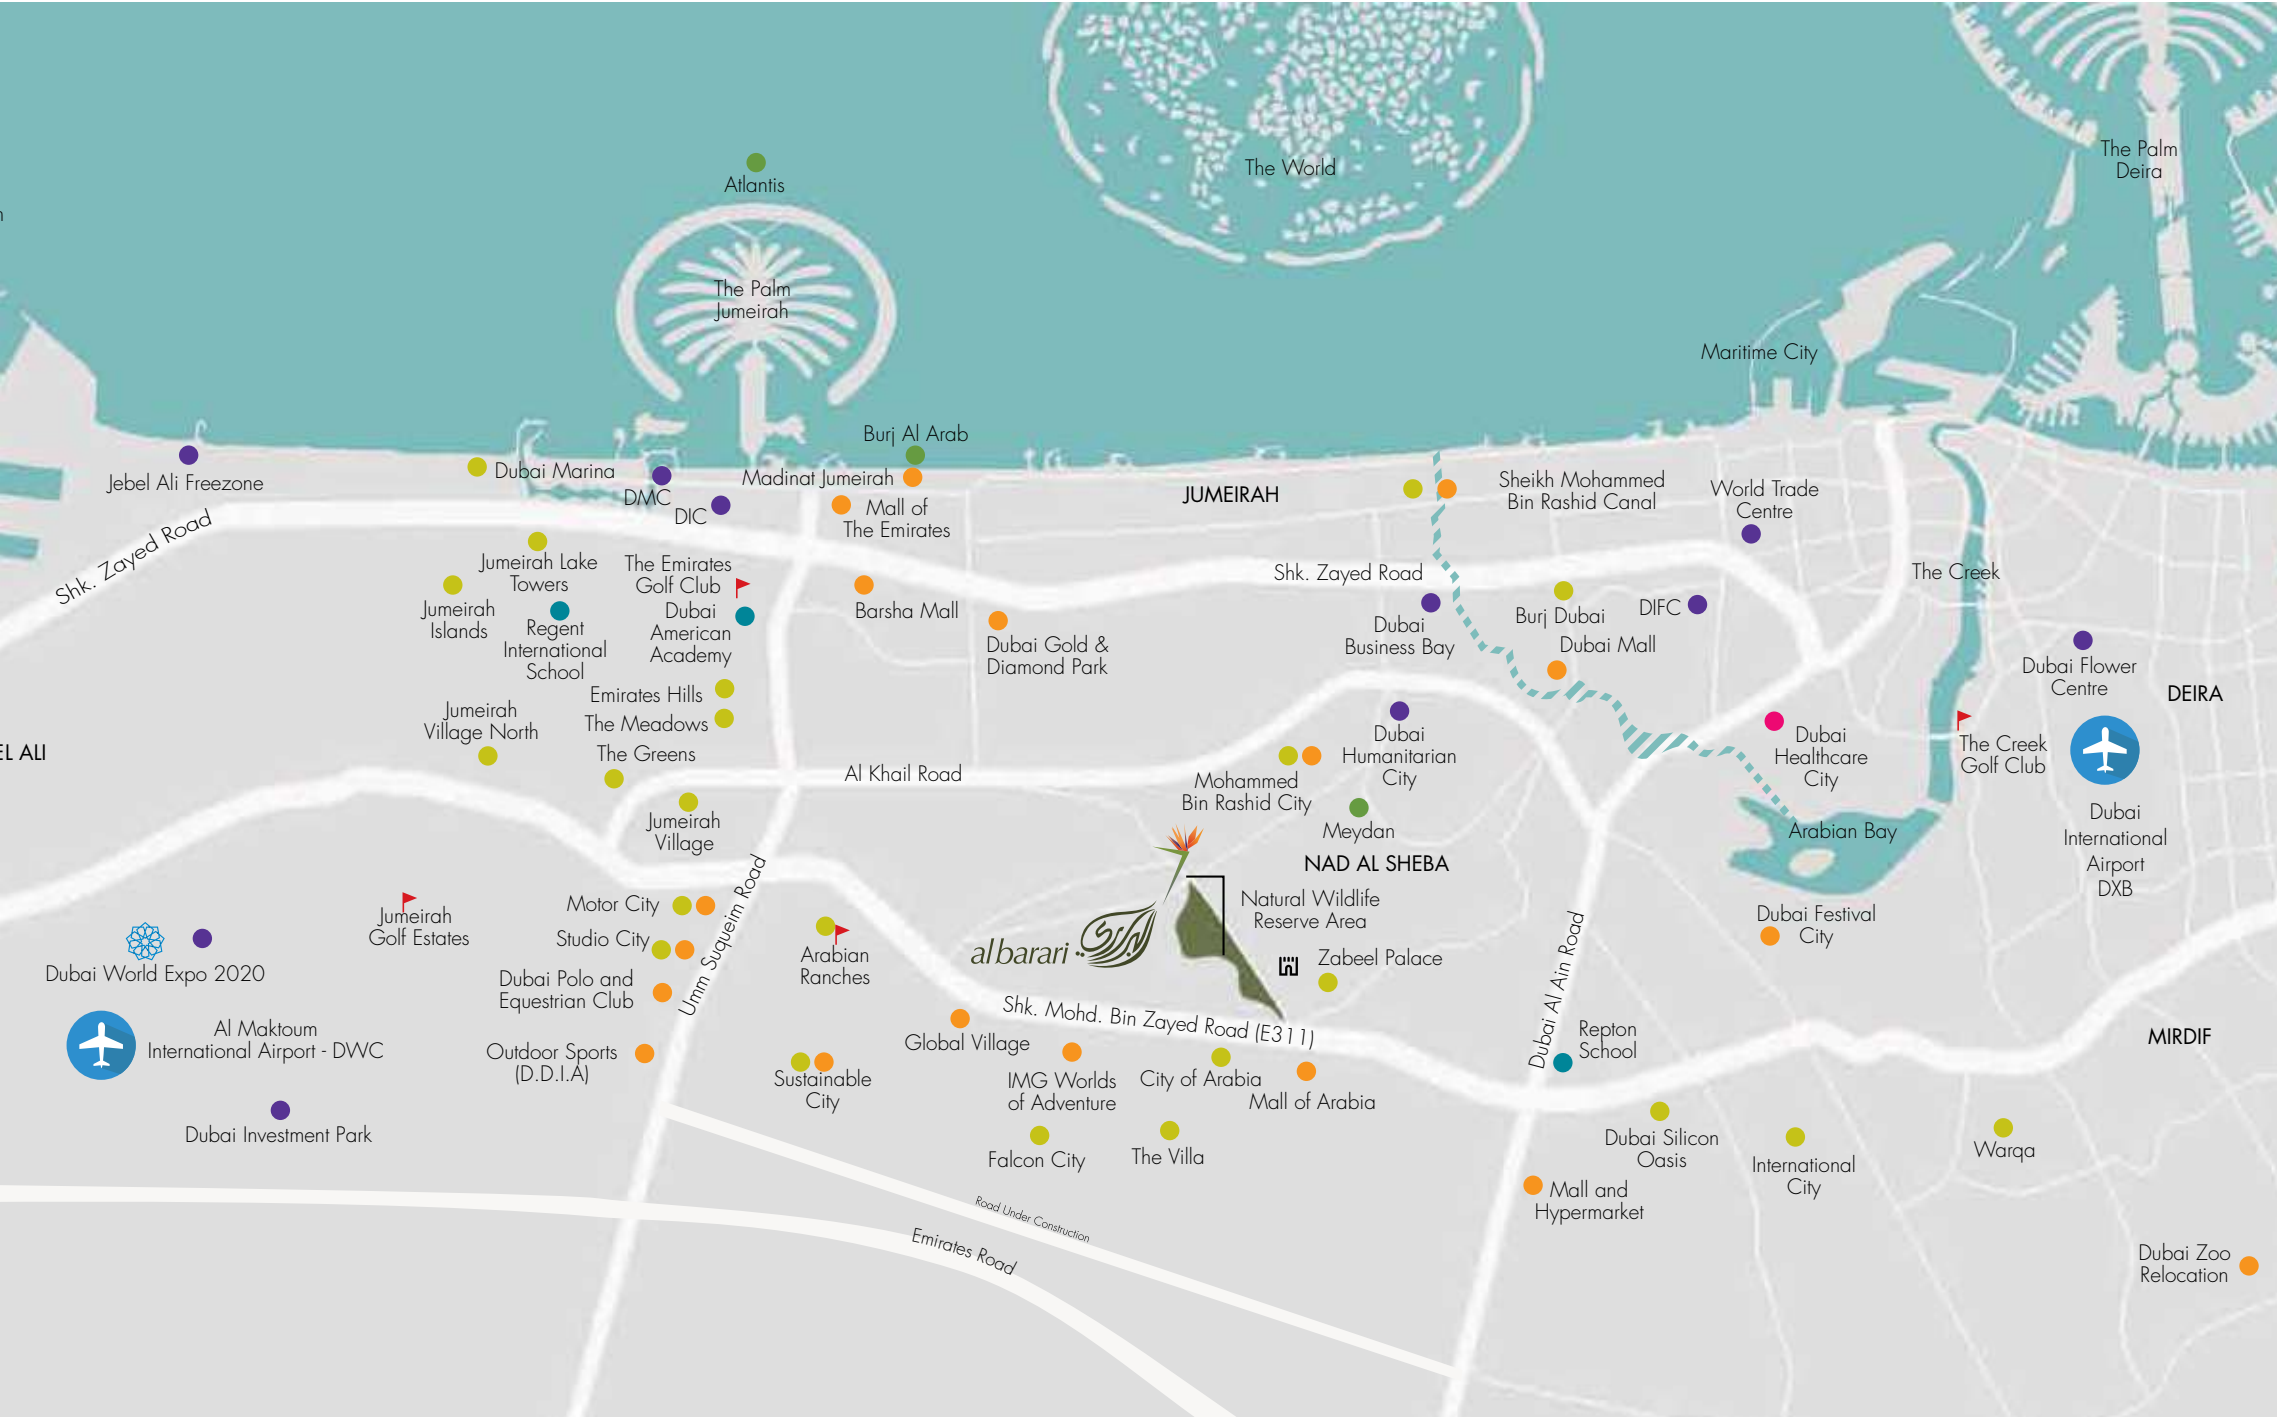 The World
The Palm
Deira
Atlantis
The Palm
Jumeirah
Maritime City
Burj Al Arab
Jebel Ali Freezone
Dubai Marina
DMC
DIC
Madinat Jumeirah
Mall of
The Emirates
JUMEIRAH
Sheikh Mohammed
Bin Rashid Canal
World Trade
Centre
Shk. Zayed Road
Jumeirah Lake
Towers
The Emirates
Golf Club
Shk. Zayed Road
The Creek
Jumeirah
Islands
Regent
International
School
Dubai
American
Academy
Barsha Mall
Dubai Gold &
Diamond Park
Dubai
Business Bay
Burj Dubai
DIFC
Dubai Mall
Dubai Flower
Centre
DEIRA
Emirates Hills
The Meadows
The Greens
Jumeirah
Village North
EL ALI
Al Khail Road
Dubai
Humanitarian
City
Mohammed
Bin Rashid City
Meydan
Dubai
Healthcare
City
The Creek
Golf Club
Dubai
International
Airport
DXB
Jumeirah
Village
Arabian Bay
NAD AL SHEBA
Umm Suqueim Road
Motor City
Studio City
Dubai Polo and
Equestrian Club
Outdoor Sports
(D.D.I.A)
Jumeirah
Golf Estates
Dubai World Expo 2020
Al Maktoum
International Airport - DWC
Dubai Investment Park
Arabian
Ranches
al barari
البراري
Natural Wildlife
Reserve Area
Zabeel Palace
Dubai Al Ain Road
Dubai Festival
City
Shk. Mohd. Bin Zayed Road (E311)
Global Village
Repton
School
MIRDIF
Sustainable
City
IMG Worlds
of Adventure
City of Arabia
Mall of Arabia
Falcon City
The Villa
Dubai Silicon
Oasis
International
City
Warqa
Mall and
Hypermarket
Road Under Construction
Emirates Road
Dubai Zoo
Relocation